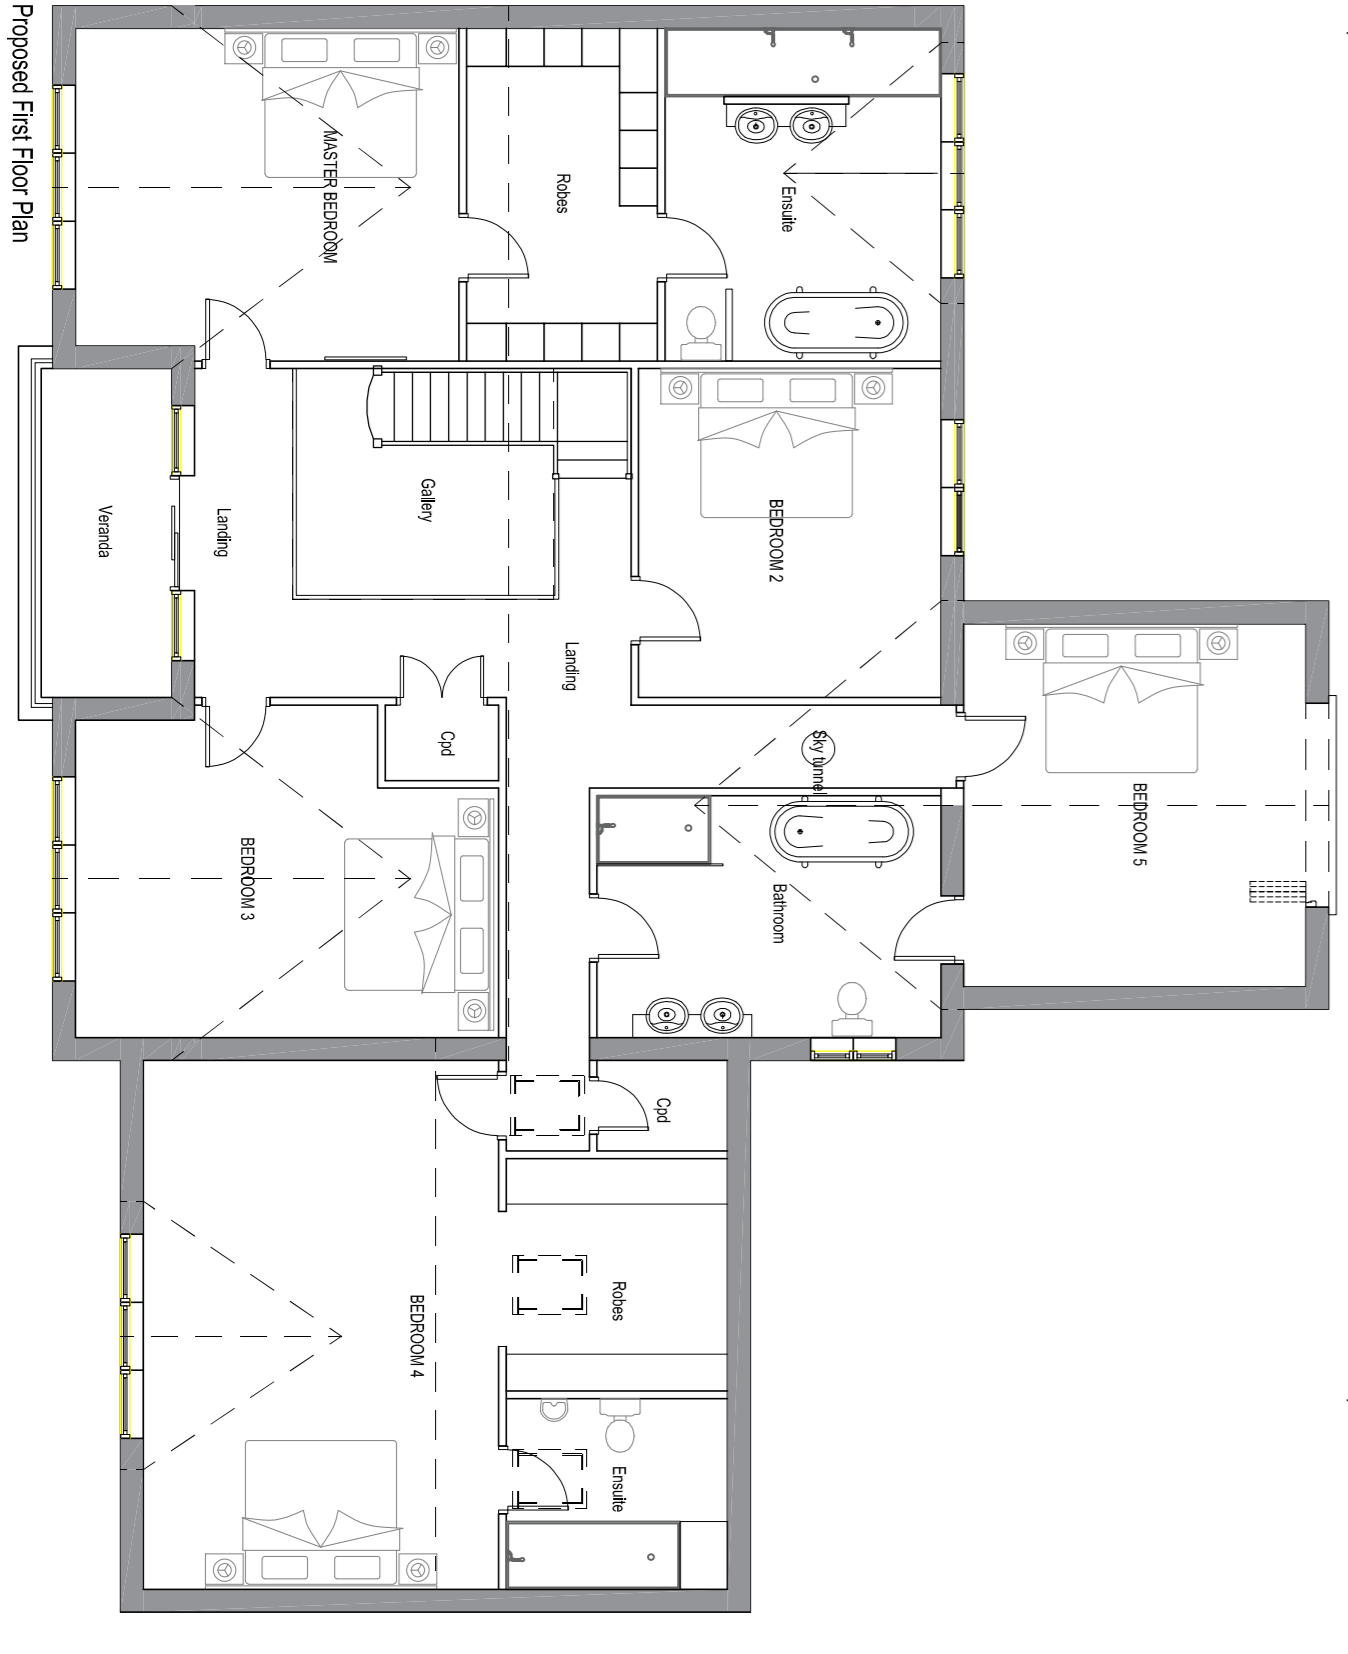 Proposed First Floor Plan
MASTER BEDROOM
Robes
Ensuite
Veranda
Landing
Gallery
BEDROOM 2
Landing
Cpd
Sky tunnel
BEDROOM 3
Bathroom
BEDROOM 5
Cpd
BEDROOM 4
Robes
Ensuite